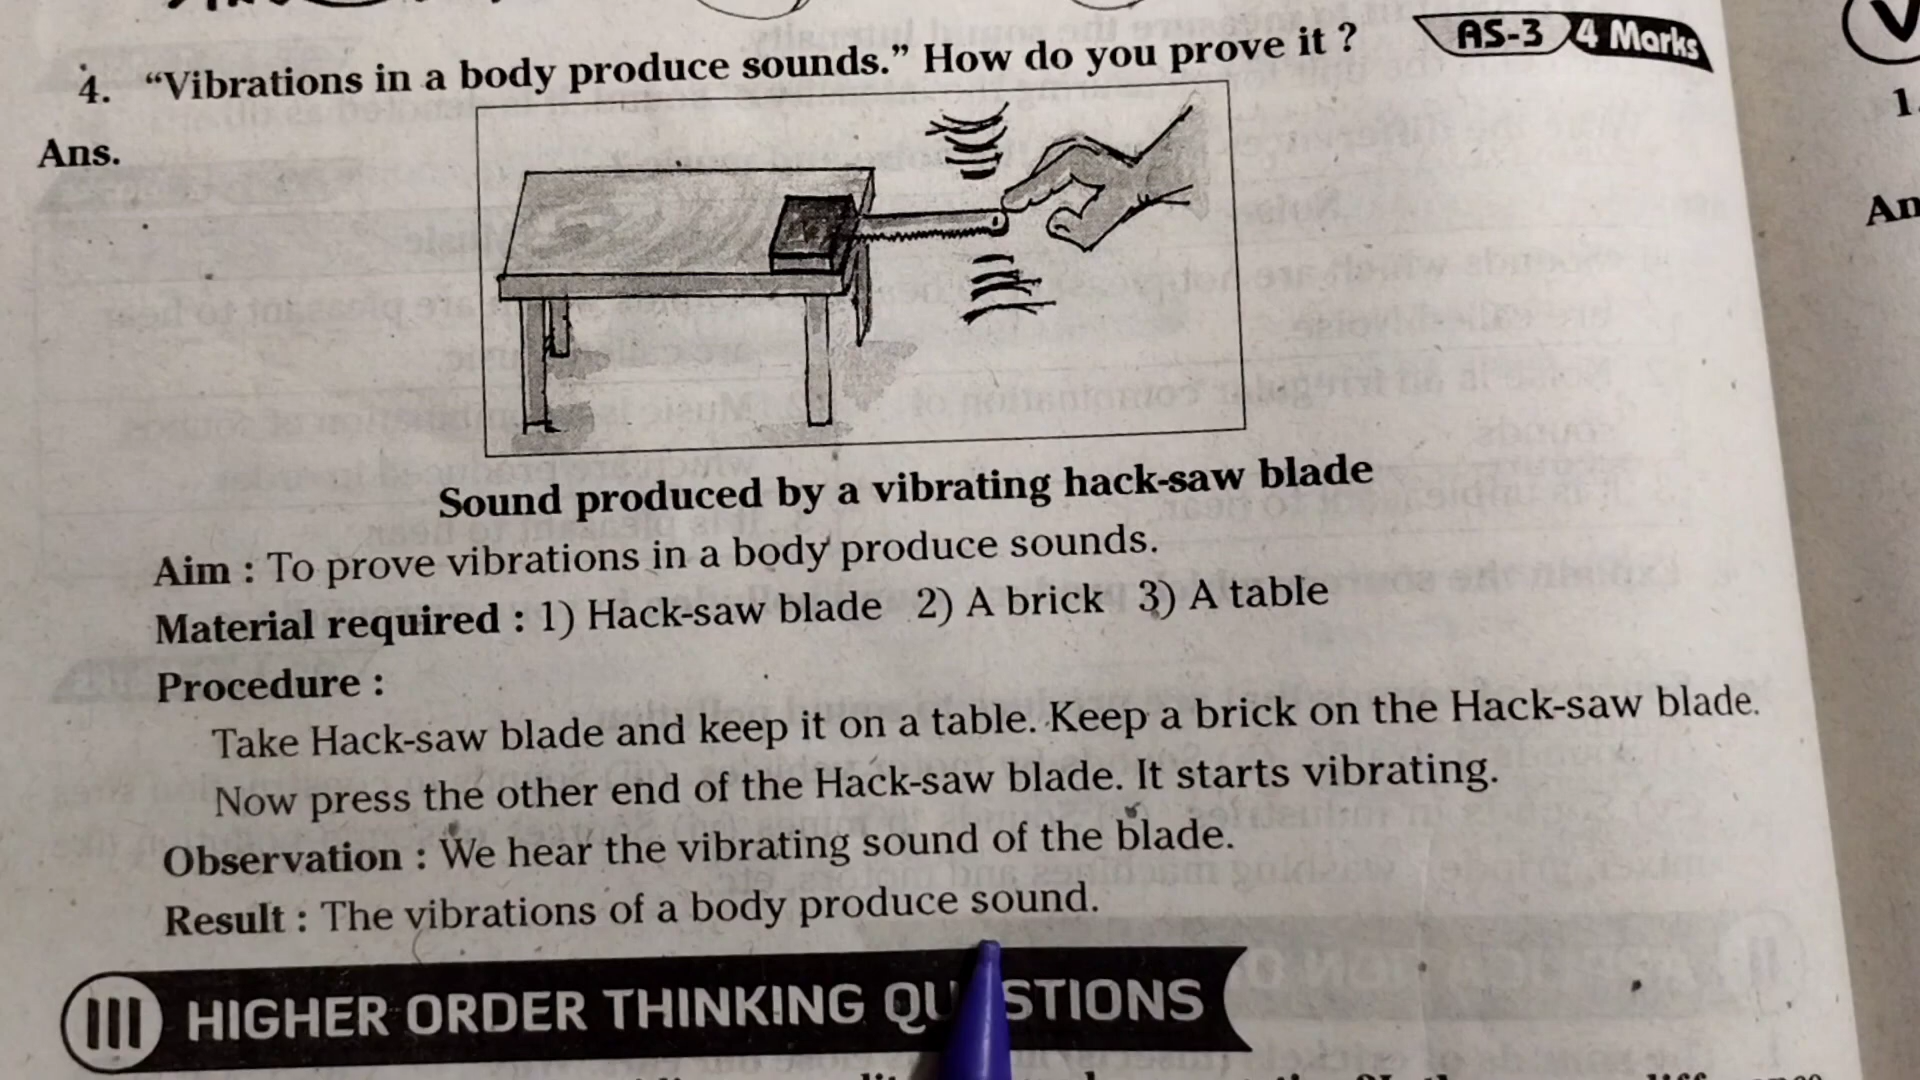 4. “Vibrations in a body produce sounds.” How do you prove it ?
AS-3 4 Marks
Ans.
Sound produced by a vibrating hack-saw blade
Aim : To prove vibrations in a body produce sounds.
Material required : 1) Hack-saw blade 2) A brick 3) A table
Procedure :
Take Hack-saw blade and keep it on a table. Keep a brick on the Hack-saw blade.
Now press the other end of the Hack-saw blade. It starts vibrating.
Observation : We hear the vibrating sound of the blade.
Result : The vibrations of a body produce sound.
III HIGHER ORDER THINKING QU STIONS
1.